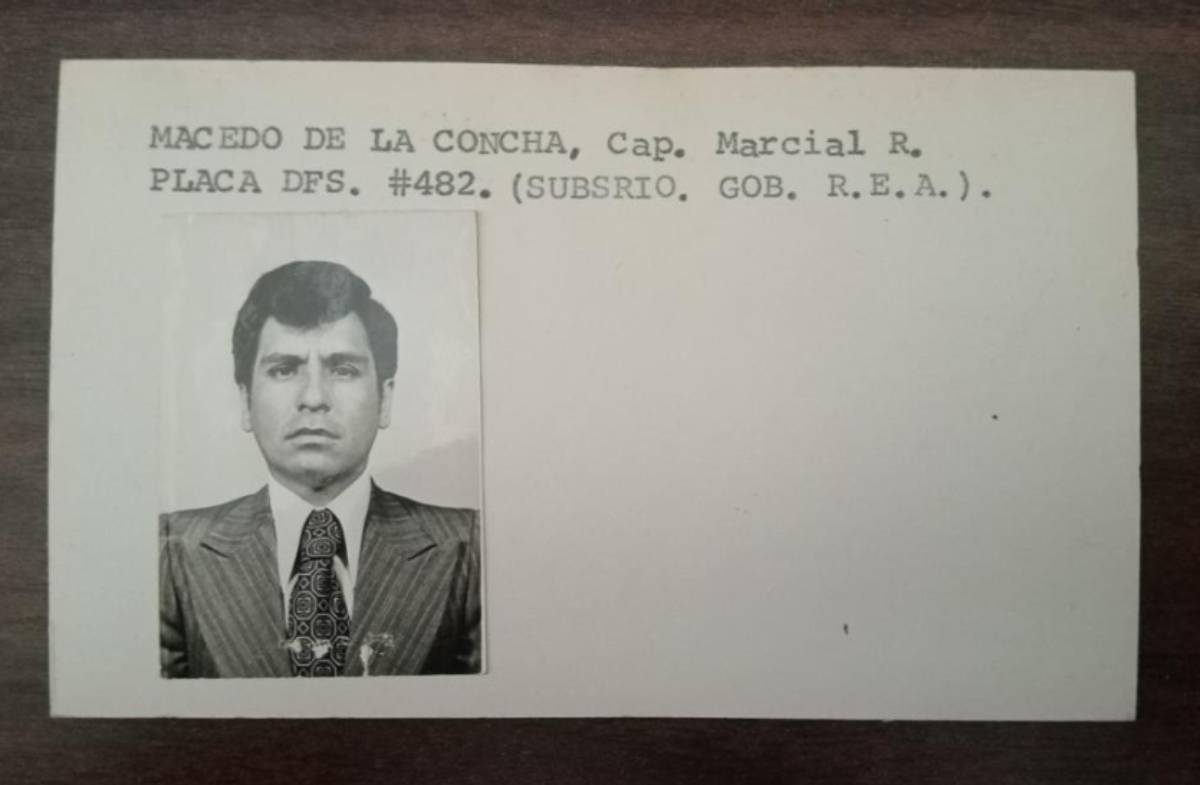 MACEDO DE LA CONCHA, Cap. Marcial R.
PLACA DFS. #482. (SUBSRIO. GOB. R.E.A.).